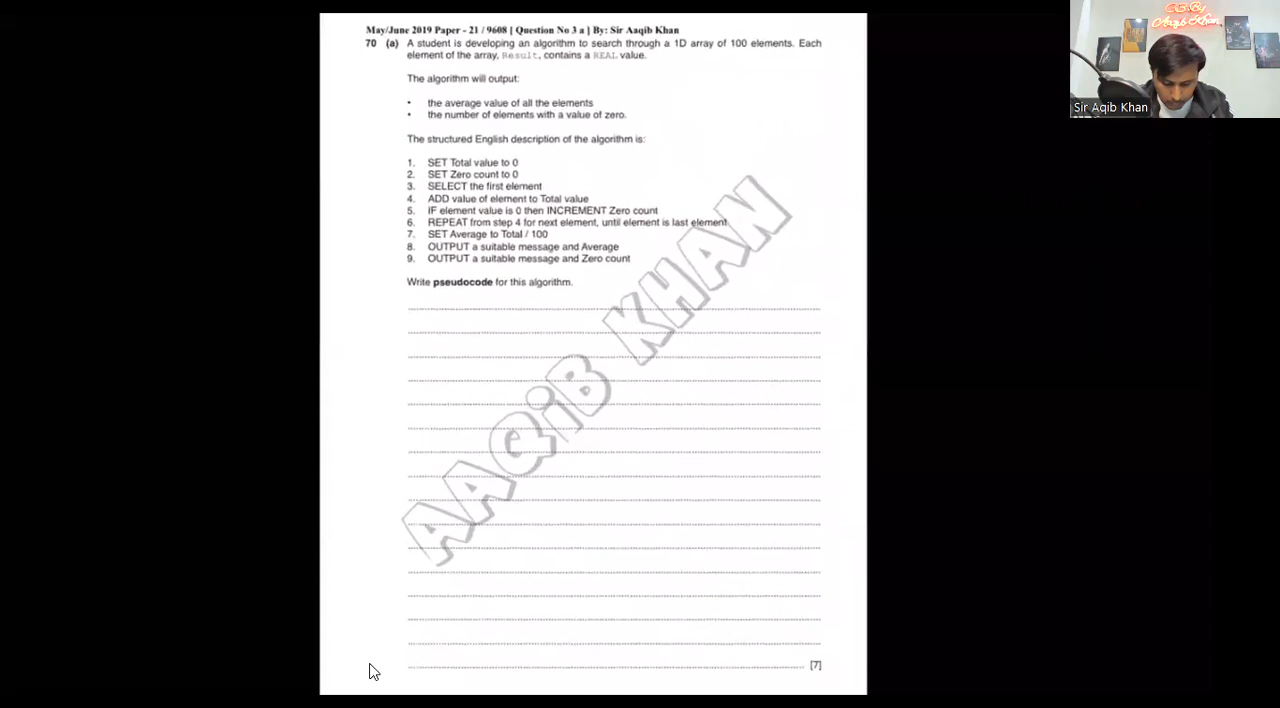 May/June 2019 Paper - 21 / 9608 | Question No 3 a | By: Sir Aaqib Khan
70 (a) A student is developing an algorithm to search through a 1D array of 100 elements. Each
element of the array, Result, contains a REAL value.
The algorithm will output:
• the average value of all the elements
• the number of elements with a value of zero.
The structured English description of the algorithm is:
1. SET Total value to 0
2. SET Zero count to 0
3. SELECT the first element
4. ADD value of element to Total value
5. IF element value is 0 then INCREMENT Zero count
6. REPEAT from step 4 for next element, until element is last element
7. SET Average to Total / 100
8. OUTPUT a suitable message and Average
9. OUTPUT a suitable message and Zero count
Write pseudocode for this algorithm.
[7]
AAQiB KHAN
CS By
Aaqib Khan
Sir Aqib Khan